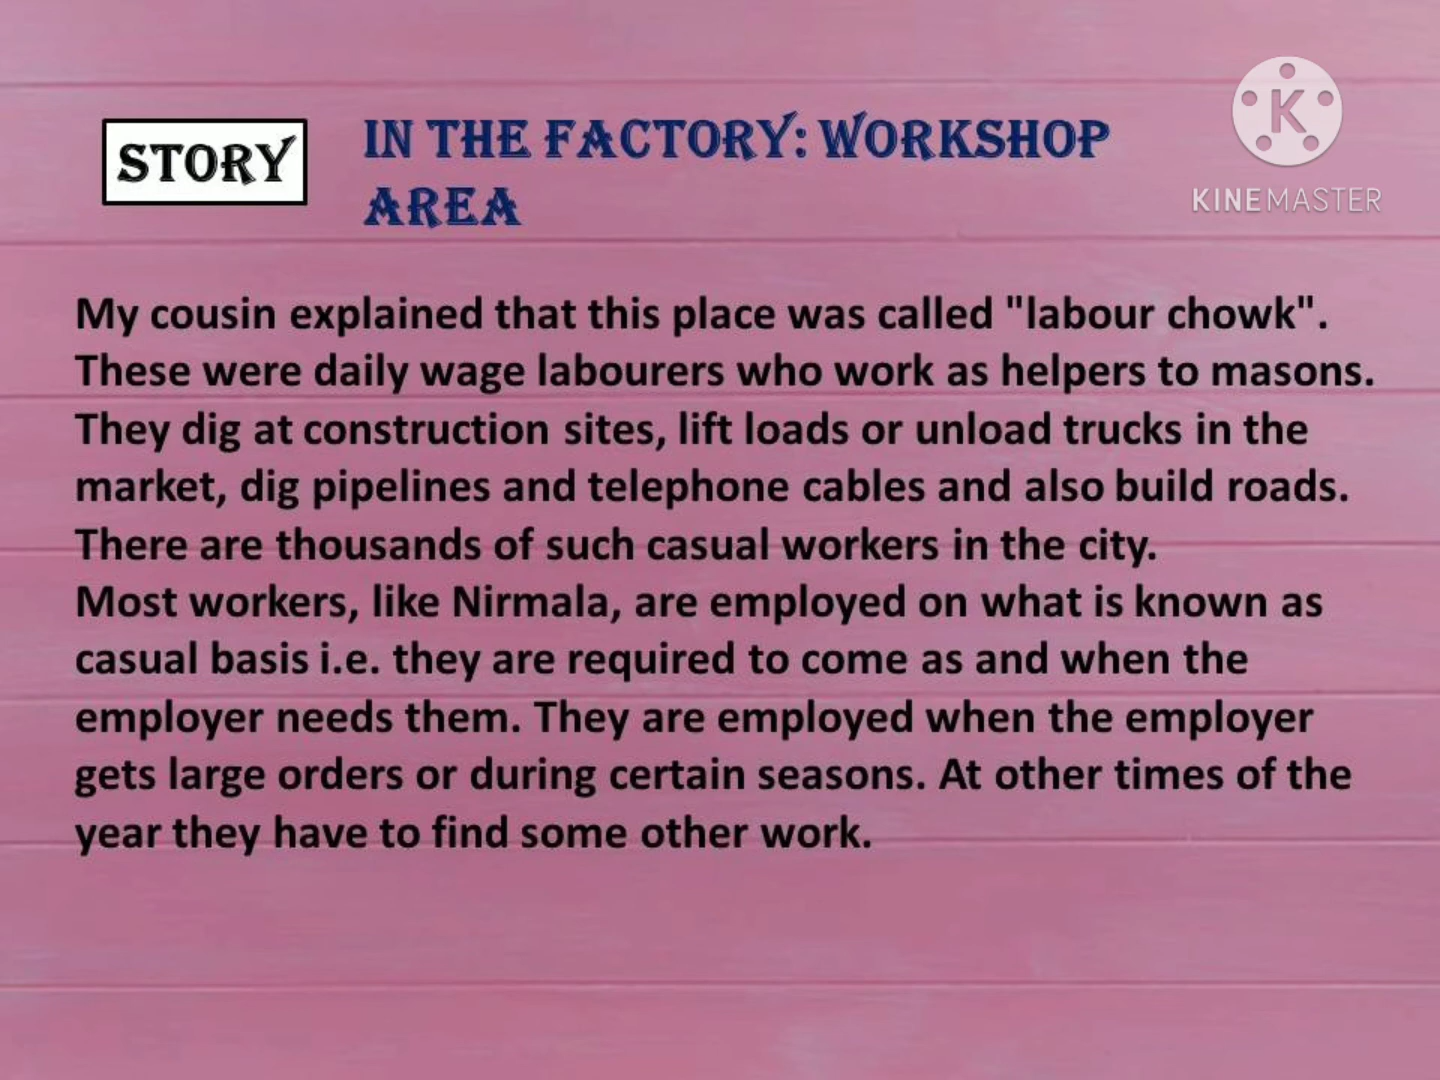 STORY
IN THE FACTORY: WORKSHOP
AREA
KINEMASTER
My cousin explained that this place was called "labour chowk".
These were daily wage labourers who work as helpers to masons.
They dig at construction sites, lift loads or unload trucks in the
market, dig pipelines and telephone cables and also build roads.
There are thousands of such casual workers in the city.
Most workers, like Nirmala, are employed on what is known as
casual basis i.e. they are required to come as and when the
employer needs them. They are employed when the employer
gets large orders or during certain seasons. At other times of the
year they have to find some other work.